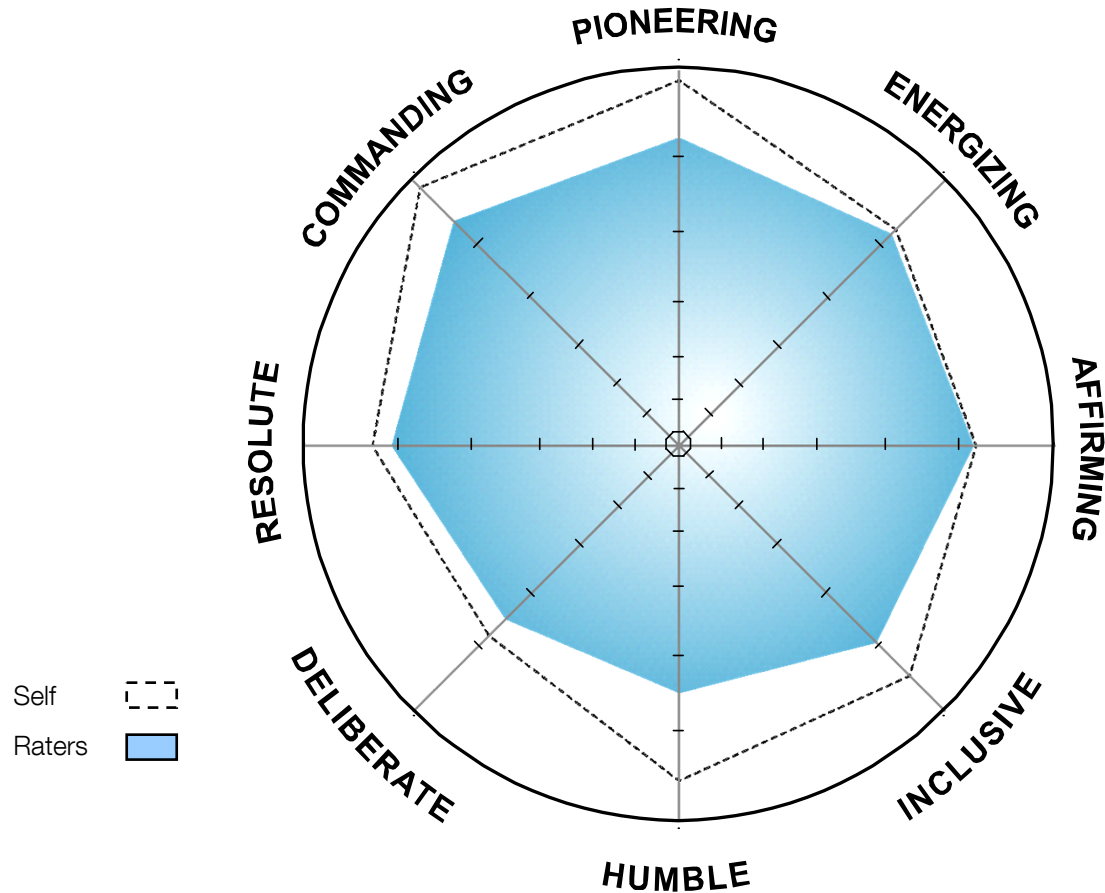 PIONEERING
ENERGIZING
AFFIRMING
INCLUSIVE
HUMBLE
DELIBERATE
RESOLUTE
COMMANDING
Self
Raters